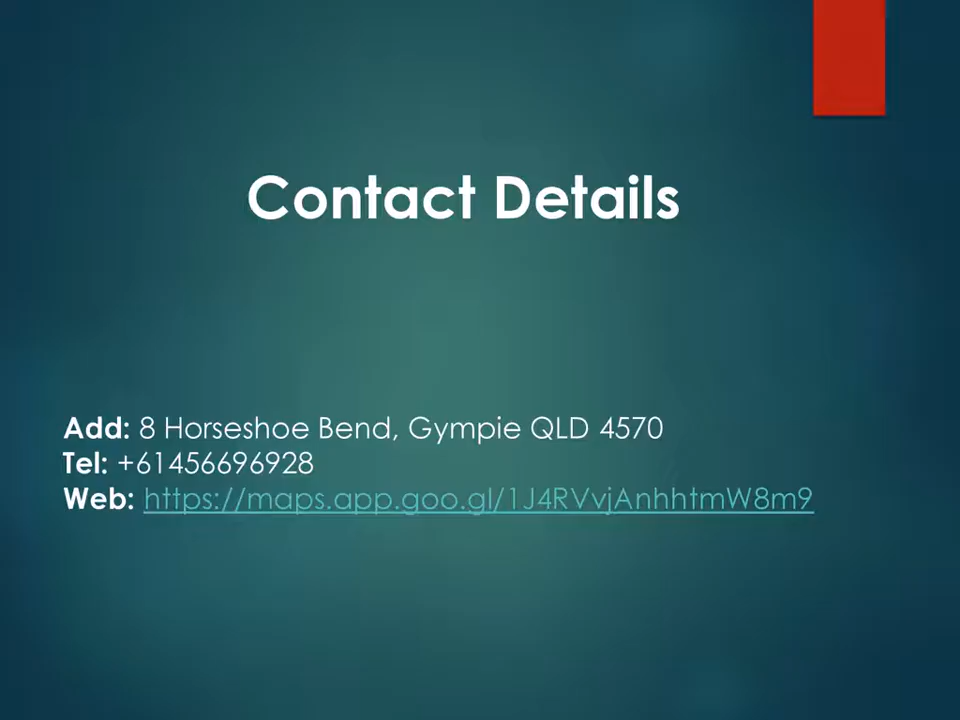 Contact Details
Add: 8 Horseshoe Bend, Gympie QLD 4570
Tel: +61456696928
Web: https://maps.app.goo.gl/1J4RVvjAnhhtmW8m9